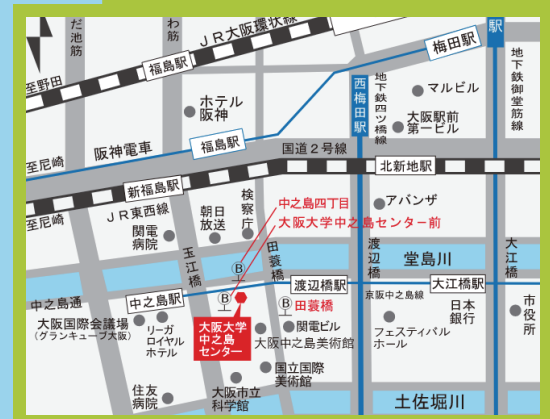 だ池筋
わ筋
JR大阪環状線
駅
梅田駅
至野田
福島駅
地下鉄御堂筋線
地下鉄四ツ橋線
西梅田駅
マルビル
ホテル
阪神
大阪駅前
第一ビル
福島駅
阪神電車
国道2号線
至尼崎
北新地駅
新福島駅
検察庁
中之島四丁目
アバンザ
至尼崎
JR東西線
朝日
放送
大阪大学中之島センター前
関電
病院
玉江橋
田蓑橋
渡辺橋
堂島川
大江橋
B
中之島通
中之島駅
渡辺橋駅
大江橋駅
B
B
田蓑橋
京阪中之島線
日本
銀行
市役所
大阪国際会議場
(グランキューブ大阪)
リーガ
ロイヤル
ホテル
大阪大学
中之島
センター
関電ビル
大阪中之島美術館
フェスティバル
ホール
国立国際
美術館
住友
病院
大阪市立
科学館
土佐堀川